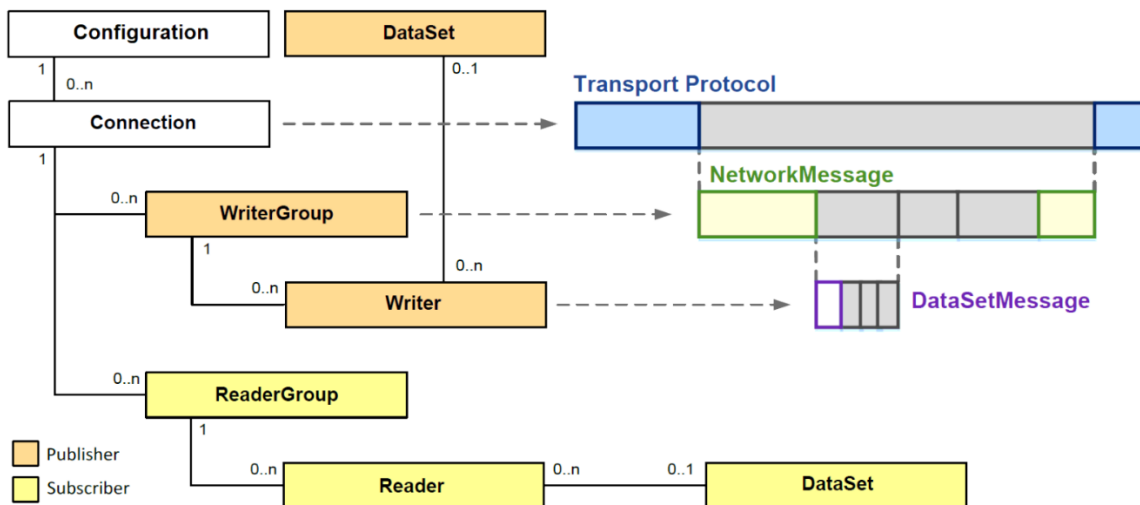 Configuration
DataSet
1
0..n
0..1
Transport Protocol
Connection
1
NetworkMessage
0..n
WriterGroup
1
0..n
0..n
Writer
DataSetMessage
0..n
ReaderGroup
1
Publisher
0..n
0..n
0..1
Subscriber
Reader
DataSet